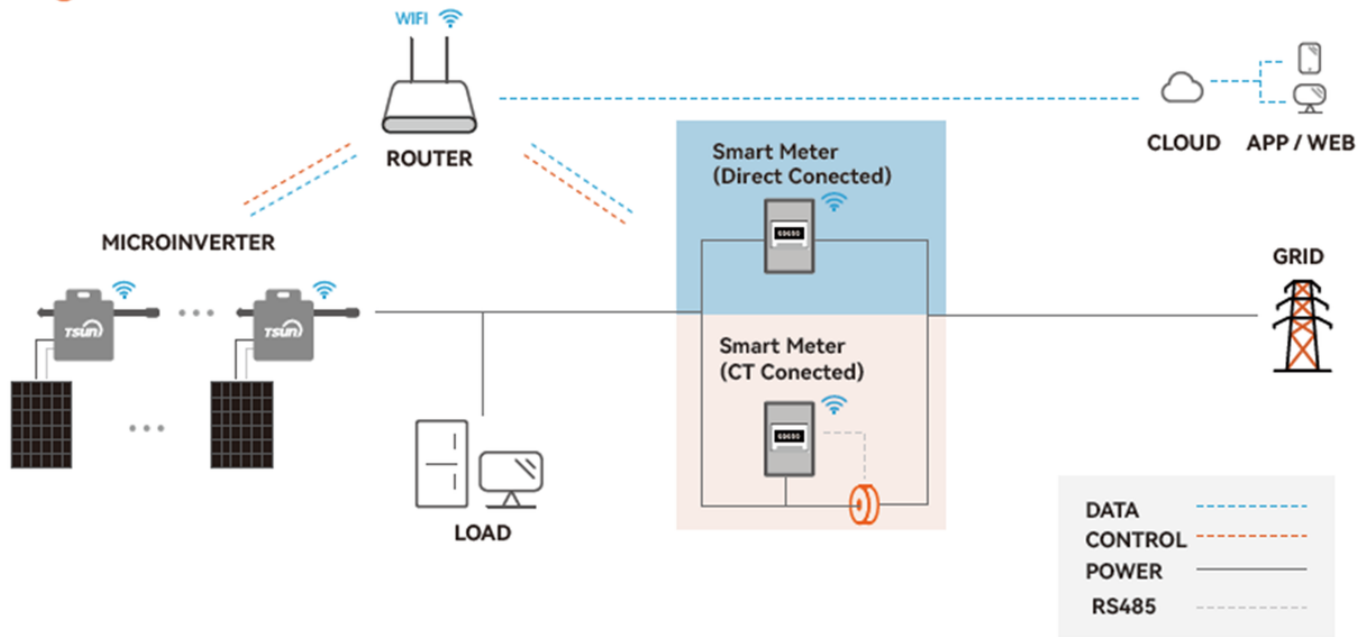 WIFI
ROUTER
CLOUD
APP / WEB
Smart Meter
(Direct Conected)
MICROINVERTER
GRID
TSUN
TSUN
Smart Meter
(CT Conected)
LOAD
DATA
CONTROL
POWER
RS485